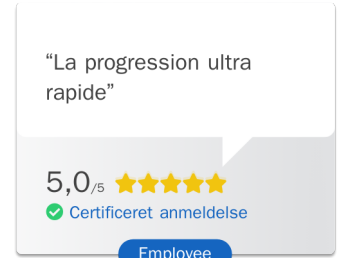 “La progression ultra
rapide”
5,0/5
Certificeret anmeldelse
Employee